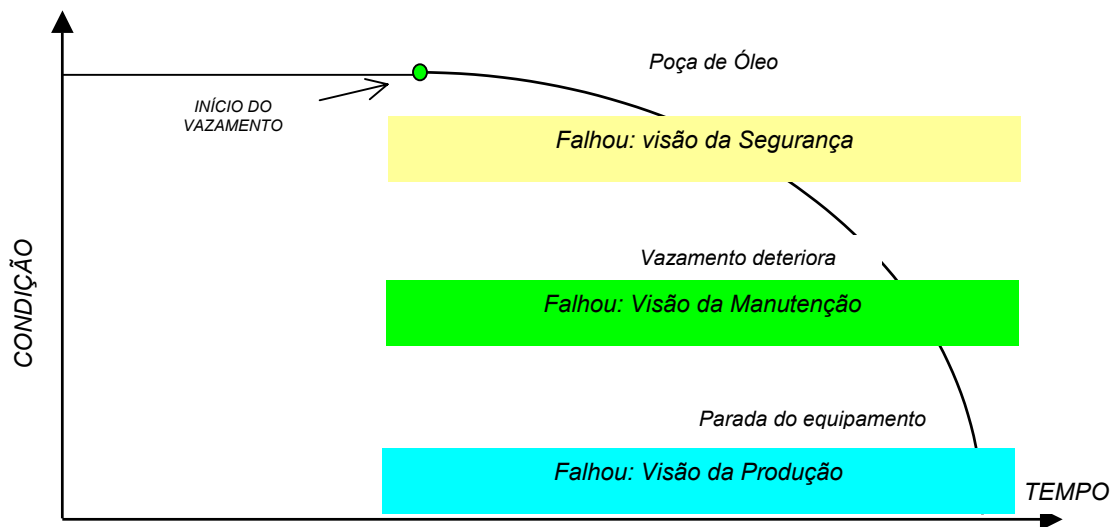 Poça de Óleo
INÍCIO DO
VAZAMENTO
Falhou: visão da Segurança
Vazamento deteriora
Falhou: Visão da Manutenção
CONDIÇÃO
Parada do equipamento
Falhou: Visão da Produção
TEMPO